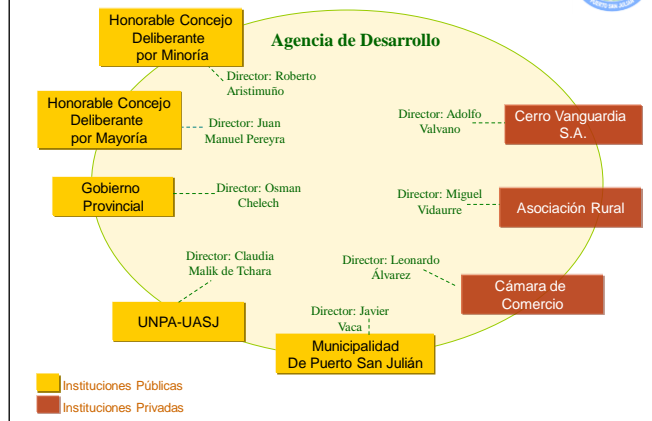 PUERTO SAN JULIÁN
Agencia de Desarrollo
Honorable Concejo
Deliberante
por Minoría
Director: Roberto
Aristimuño
Honorable Concejo
Deliberante
por Mayoría
Director: Juan
Manuel Pereyra
Director: Adolfo
Valvano
Cerro Vanguardia
S.A.
Gobierno
Provincial
Director: Osman
Chelech
Director: Miguel
Vidaurre
Asociación Rural
Director: Claudia
Malik de Tchara
Director: Leonardo
Álvarez
Cámara de
Comercio
UNPA-UASJ
Director: Javier
Vaca
Municipalidad
De Puerto San Julián
Instituciones Públicas
Instituciones Privadas